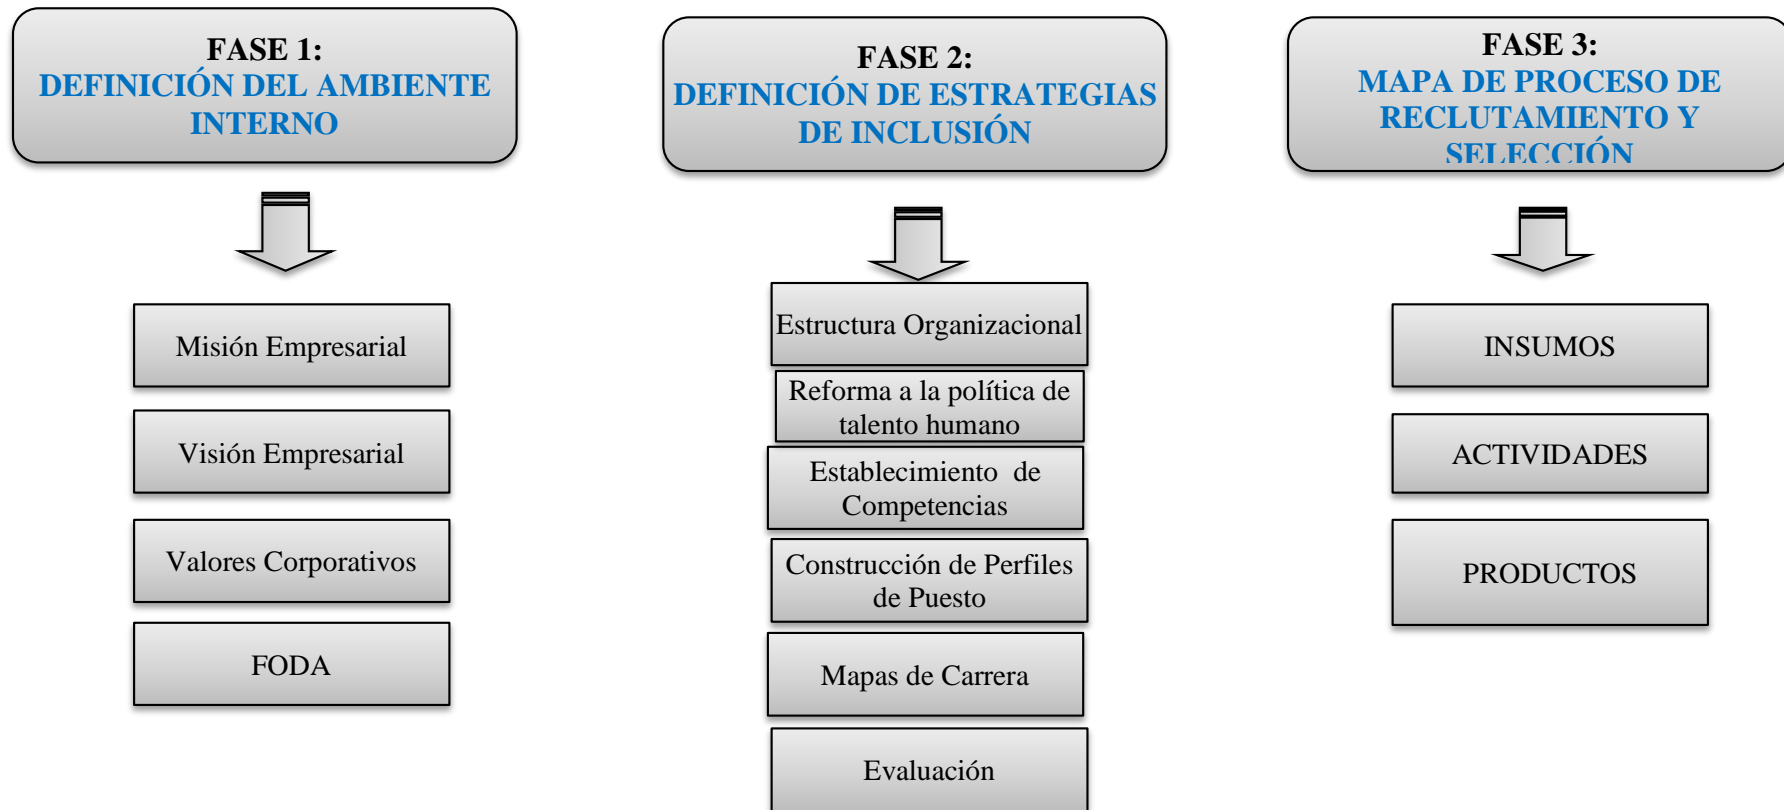 FASE 1:
DEFINICIÓN DEL AMBIENTE
INTERNO
Misión Empresarial
Visión Empresarial
Valores Corporativos
FODA
FASE 2:
DEFINICIÓN DE ESTRATEGIAS
DE INCLUSIÓN
Estructura Organizacional
Reforma a la política de
talento humano
Establecimiento de
Competencias
Construcción de Perfiles
de Puesto
Mapas de Carrera
Evaluación
FASE 3:
MAPA DE PROCESO DE
RECLUTAMIENTO Y
SELECCIÓN
INSUMOS
ACTIVIDADES
PRODUCTOS